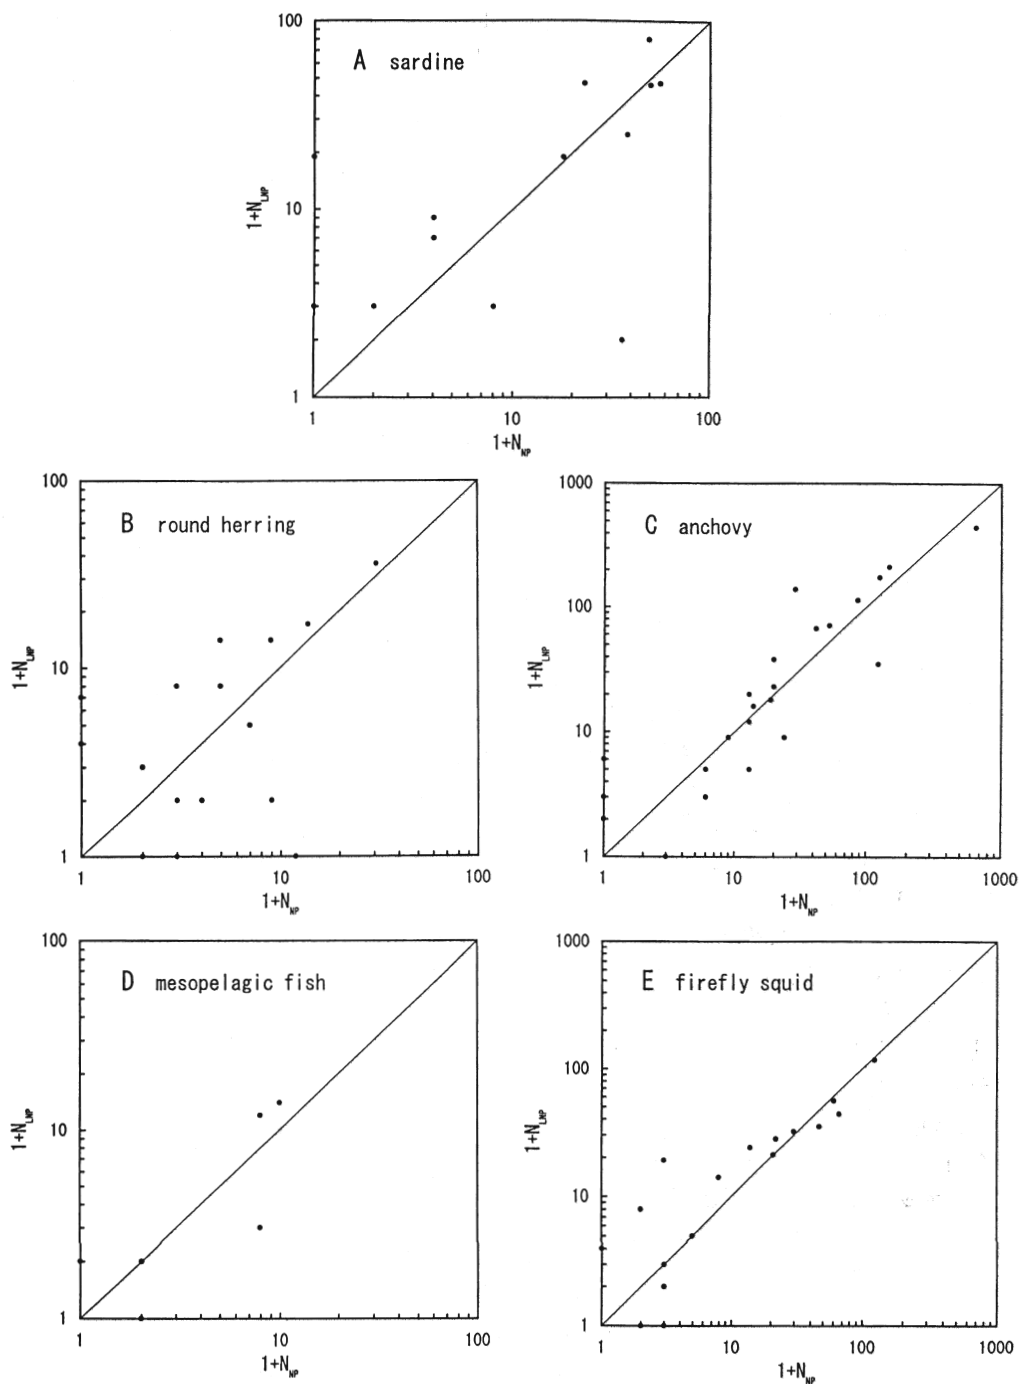 100
A sardine
10
1+N_LNP
1
1 10 100
1+N_NP
100 1000
B round herring C anchovy
100
10
1+N_LNP 1+N_LNP
10
1 1
1 10 100 1 10 100 1000
1+N_NP 1+N_NP
100 1000
D mesopelagic fish E firefly squid
100
10
1+N_LNP 1+N_LNP
10
1 1
1 10 100 1 10 100 1000
1+N_NP 1+N_NP